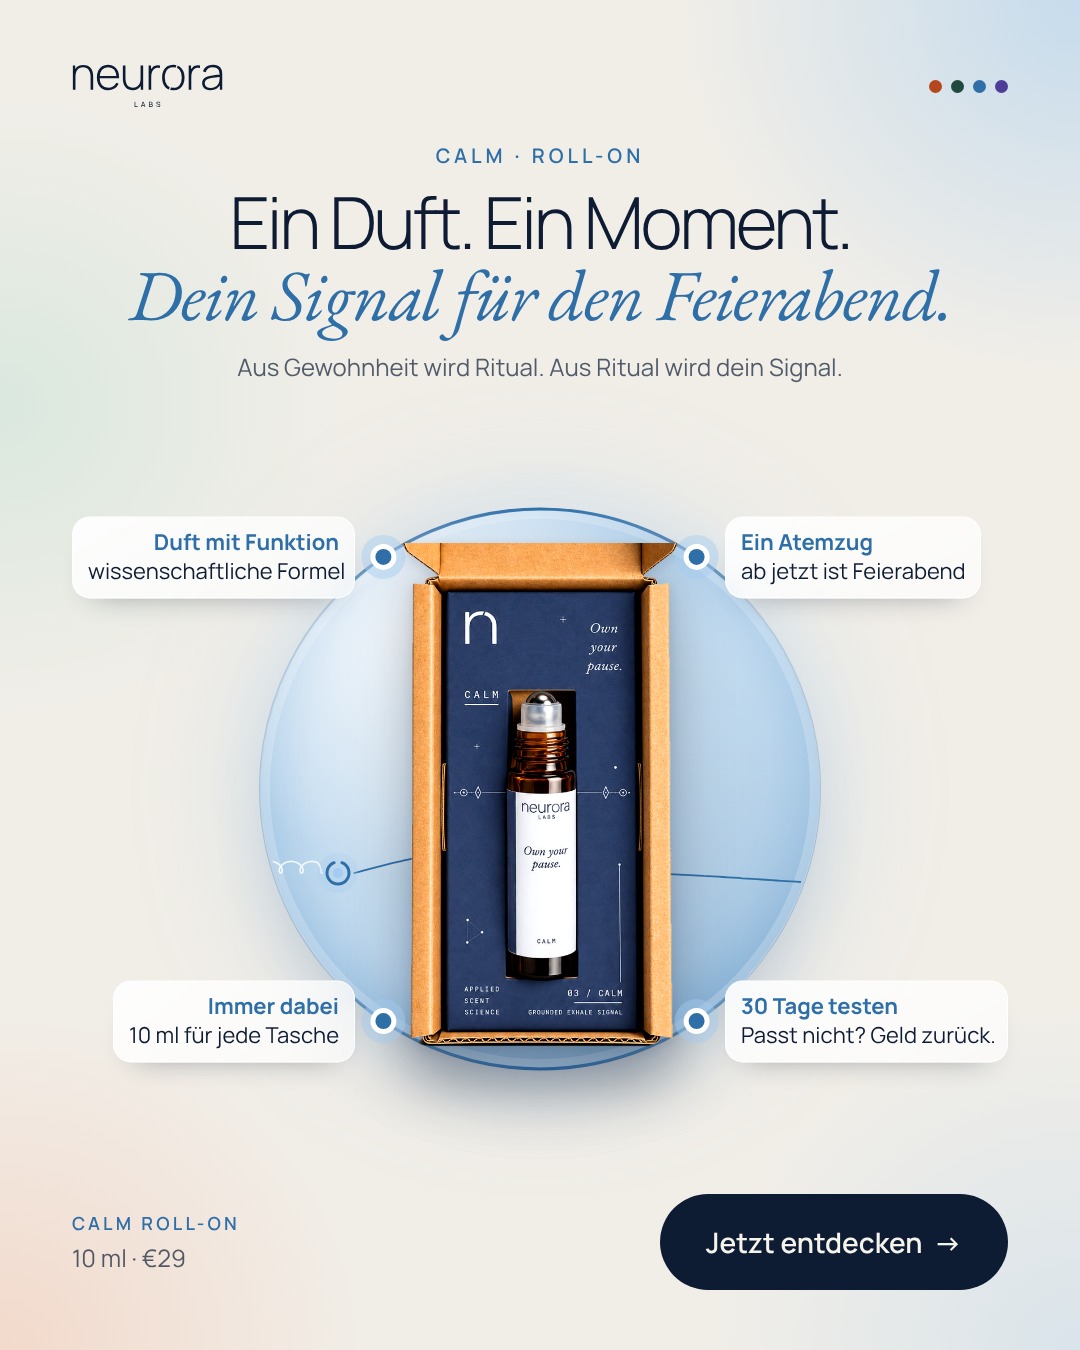 neurora
LABS
CALM · ROLL-ON
Ein Duft. Ein Moment.
Dein Signal für den Feierabend.
Aus Gewohnheit wird Ritual. Aus Ritual wird dein Signal.
Duft mit Funktion
wissenschaftliche Formel
Ein Atemzug
ab jetzt ist Feierabend
n
Own
your
pause.
CALM
neurora
LABS
Own your
pause.
CALM
APPLIED
SCENT
SCIENCE
03 / CALM
GROUNDED EXHALE SIGNAL
Immer dabei
10 ml für jede Tasche
30 Tage testen
Passt nicht? Geld zurück.
CALM ROLL-ON
10 ml · €29
Jetzt entdecken →